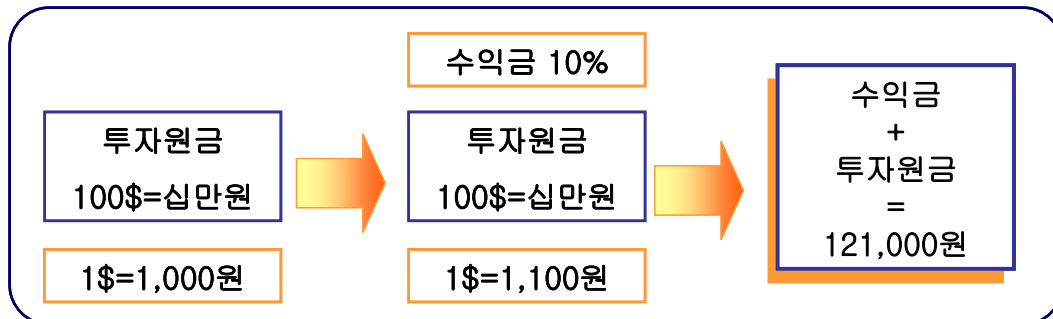 투자원금
100$=십만원
1$=1,000원
수익금 10%
투자원금
100$=십만원
1$=1,100원
수익금
+
투자원금
=
121,000원